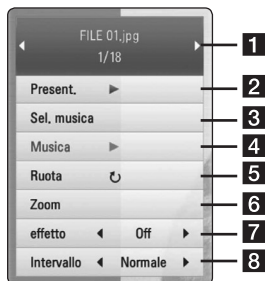 FILE 01.jpg
1/18
1
Present.
2
Sel. musica
3
Musica
4
Ruota
5
Zoom
6
effetto Off
7
Intervallo Normale
8